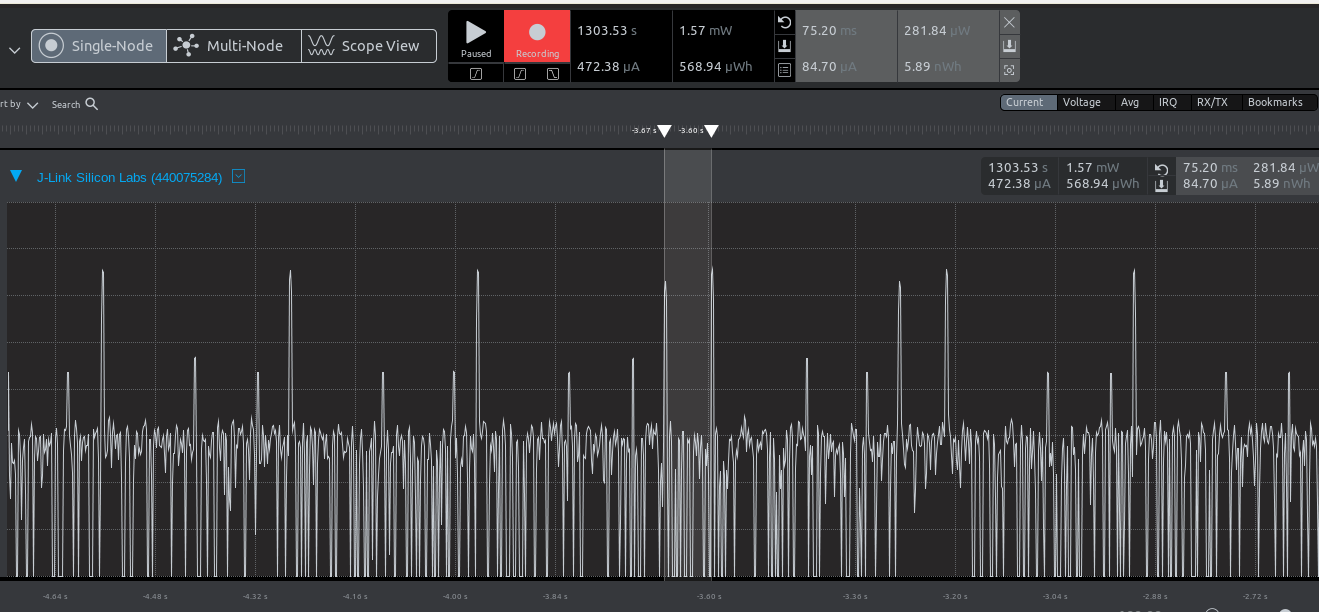 Single-Node Multi-Node Scope View
Paused Recording
1303.53 s 1.57 mW 75.20 ms 281.84 µW
472.38 µA 568.94 µWh 84.70 µA 5.89 nWh
rt by Search Current Voltage Avg IRQ RX/TX Bookmarks
-3.67 s -3.60 s
J-Link Silicon Labs (440075284)
1303.53 s 1.57 mW 75.20 ms 281.84 µW
472.38 µA 568.94 µWh 84.70 µA 5.89 nWh
-4.64 s -4.48 s -4.32 s -4.16 s -4.00 s -3.84 s -3.60 s -3.36 s -3.20 s -3.04 s -2.88 s -2.72 s